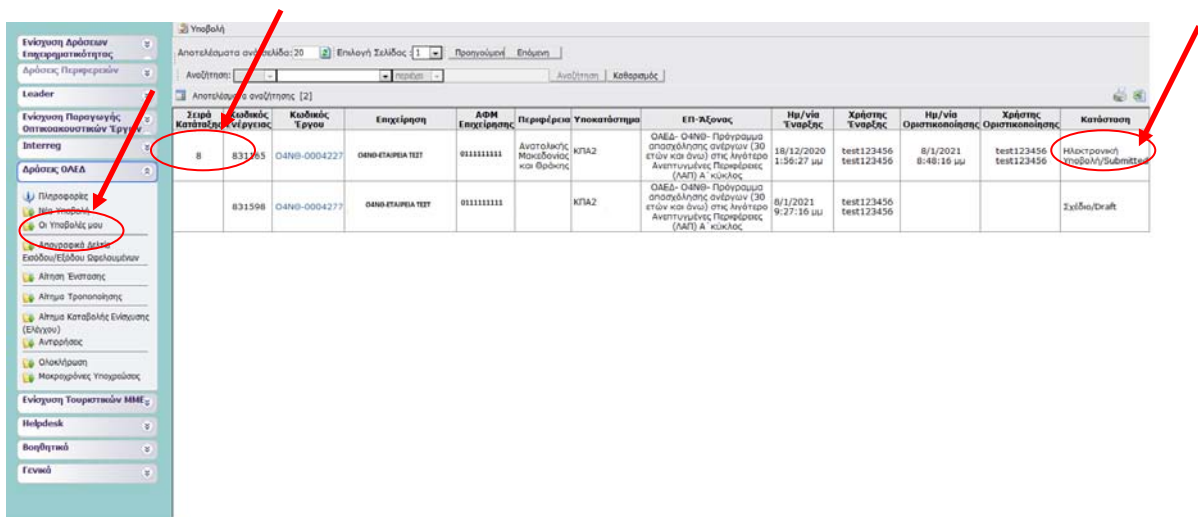 Υποβολή
Αποτελέσματα ανά σελίδα: 20 Επιλογή Σελίδος : 1 Προηγούμενη Επόμενη
Αναζήτηση: περιέχει Αναζήτηση Καθαρισμός
Αποτελέσματα αναζήτησης [2]
Ενίσχυση Δράσεων
Επιχειρηματικότητας
Δράσεις Περιφερειών
Leader
Ενίσχυση Παραγωγής
Οπτικοακουστικών Έργων
Interreg
Δράσεις ΟΑΕΔ
Πληροφορίες
Νέα Υποβολή
Οι Υποβολές μου
Απογραφικά Δελτία
Εισόδου/Εξόδου Ωφελουμένων
Αίτηση Ένστασης
Αίτημα Τροποποίησης
Αίτημα Καταβολής Ενίσχυσης
(Ελέγχου)
Αντιρρήσεις
Ολοκλήρωση
Μακροχρόνιες Υποχρεώσεις
Ενίσχυση Τουριστικών ΜΜΕ
Helpdesk
Βοηθητικά
Γενικά
Σειρά Κατάταξης
Κωδικός Ενέργειας
Κωδικός Έργου
Επιχείρηση
ΑΦΜ Επιχείρησης
Περιφέρεια
Υποκατάστημα
ΕΠ-Άξονας
Ημ/νία Έναρξης
Χρήστης Έναρξης
Ημ/νία Οριστικοποίησης
Χρήστης Οριστικοποίησης
Κατάσταση
8
831165
Ο4ΝΘ-0004227
Ο4ΝΘ-ΕΤΑΙΡΕΙΑ ΤΕΣΤ
0111111111
Ανατολικής
Μακεδονίας
και Θράκης
ΚΠΑ2
ΟΑΕΔ- Ο4ΝΘ- Πρόγραμμα
απασχόλησης ανέργων (30
ετών και άνω) στις λιγότερο
Ανεπτυγμένες Περιφέρειες
(ΛΑΠ) Α΄κύκλος
18/12/2020
1:56:27 μμ
test123456
test123456
8/1/2021
8:48:16 μμ
test123456
test123456
Ηλεκτρονική
Υποβολή/Submitted
831598
Ο4ΝΘ-0004277
Ο4ΝΘ-ΕΤΑΙΡΕΙΑ ΤΕΣΤ
0111111111
ΚΠΑ2
ΟΑΕΔ- Ο4ΝΘ- Πρόγραμμα
απασχόλησης ανέργων (30
ετών και άνω) στις λιγότερο
Ανεπτυγμένες Περιφέρειες
(ΛΑΠ) Α΄κύκλος
8/1/2021
9:27:16 μμ
test123456
test123456
Σχέδιο/Draft